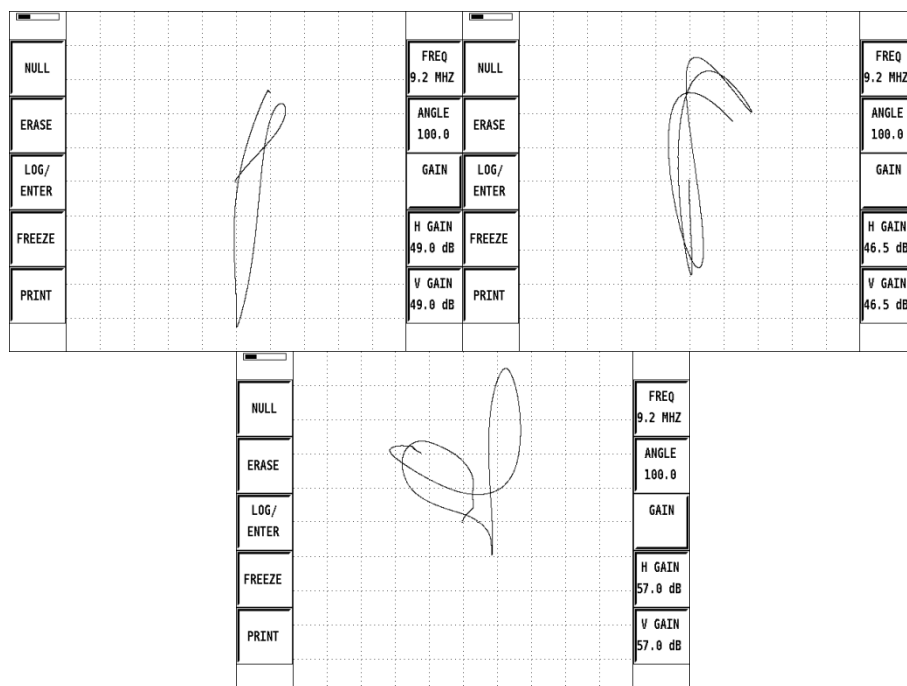 NULL
ERASE
LOG/
ENTER
FREEZE
PRINT
FREQ
9.2 MHZ
ANGLE
100.0
GAIN
H GAIN
49.0 dB
V GAIN
49.0 dB
NULL
ERASE
LOG/
ENTER
FREEZE
PRINT
FREQ
9.2 MHZ
ANGLE
100.0
GAIN
H GAIN
46.5 dB
V GAIN
46.5 dB
NULL
ERASE
LOG/
ENTER
FREEZE
PRINT
FREQ
9.2 MHZ
ANGLE
100.0
GAIN
H GAIN
57.0 dB
V GAIN
57.0 dB